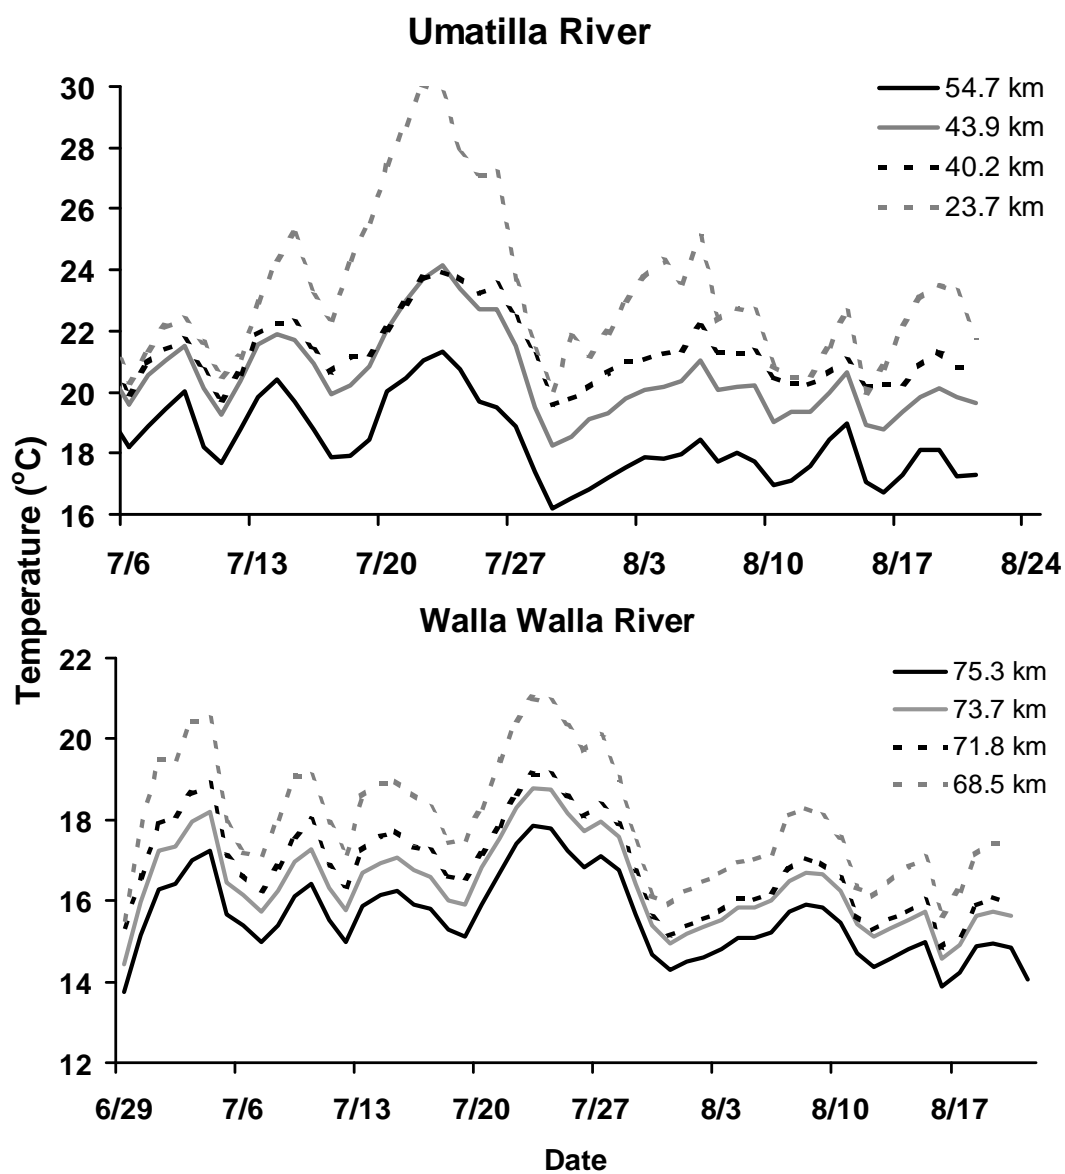 Umatilla River
30
28
26
24
22
20
18
16
54.7 km
43.9 km
40.2 km
23.7 km
7/6 7/13 7/20 7/27 8/3 8/10 8/17 8/24
Temperature (°C)
Walla Walla River
22
20
18
16
14
12
75.3 km
73.7 km
71.8 km
68.5 km
6/29 7/6 7/13 7/20 7/27 8/3 8/10 8/17
Date